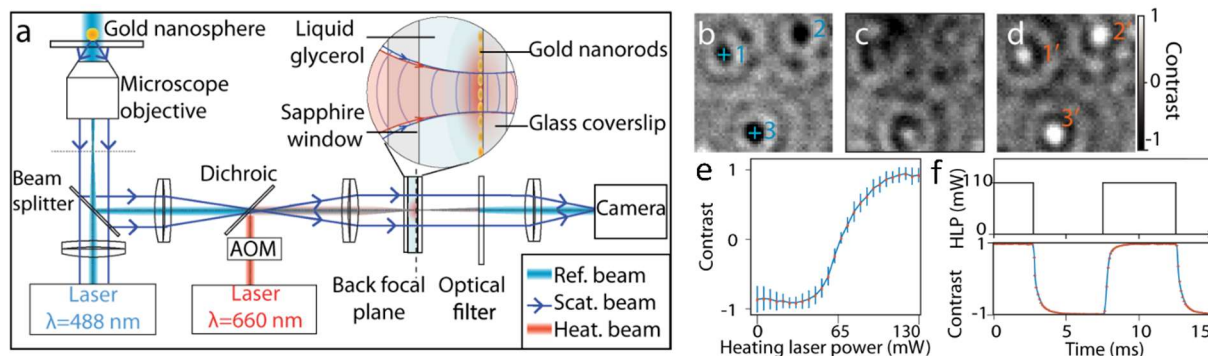 a
Gold nanosphere
Liquid
glycerol
Gold nanorods
Microscope
objective
Sapphire
window
Glass coverslip
Beam
splitter
Dichroic
AOM
Camera
Laser
λ=488 nm
Laser
λ=660 nm
Back focal
plane
Optical
filter
Ref. beam
Scat. beam
Heat. beam
b
1
2
3
c
d
1'
2'
3'
1
0
-1
Contrast
e
1
0
-1
Contrast
0
65
130
Heating laser power (mW)
f
110
0
HLP (mW)
1
-1
Contrast
0
5
10
15
Time (ms)